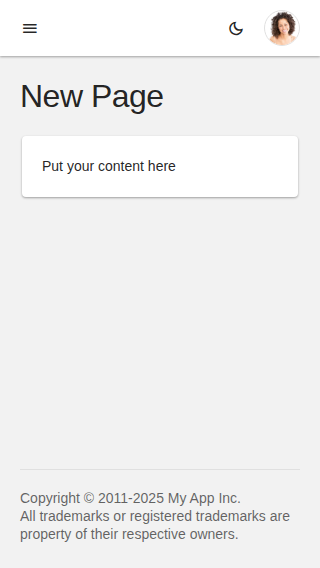 New Page
Put your content here
Copyright © 2011-2025 My App Inc.
All trademarks or registered trademarks are
property of their respective owners.